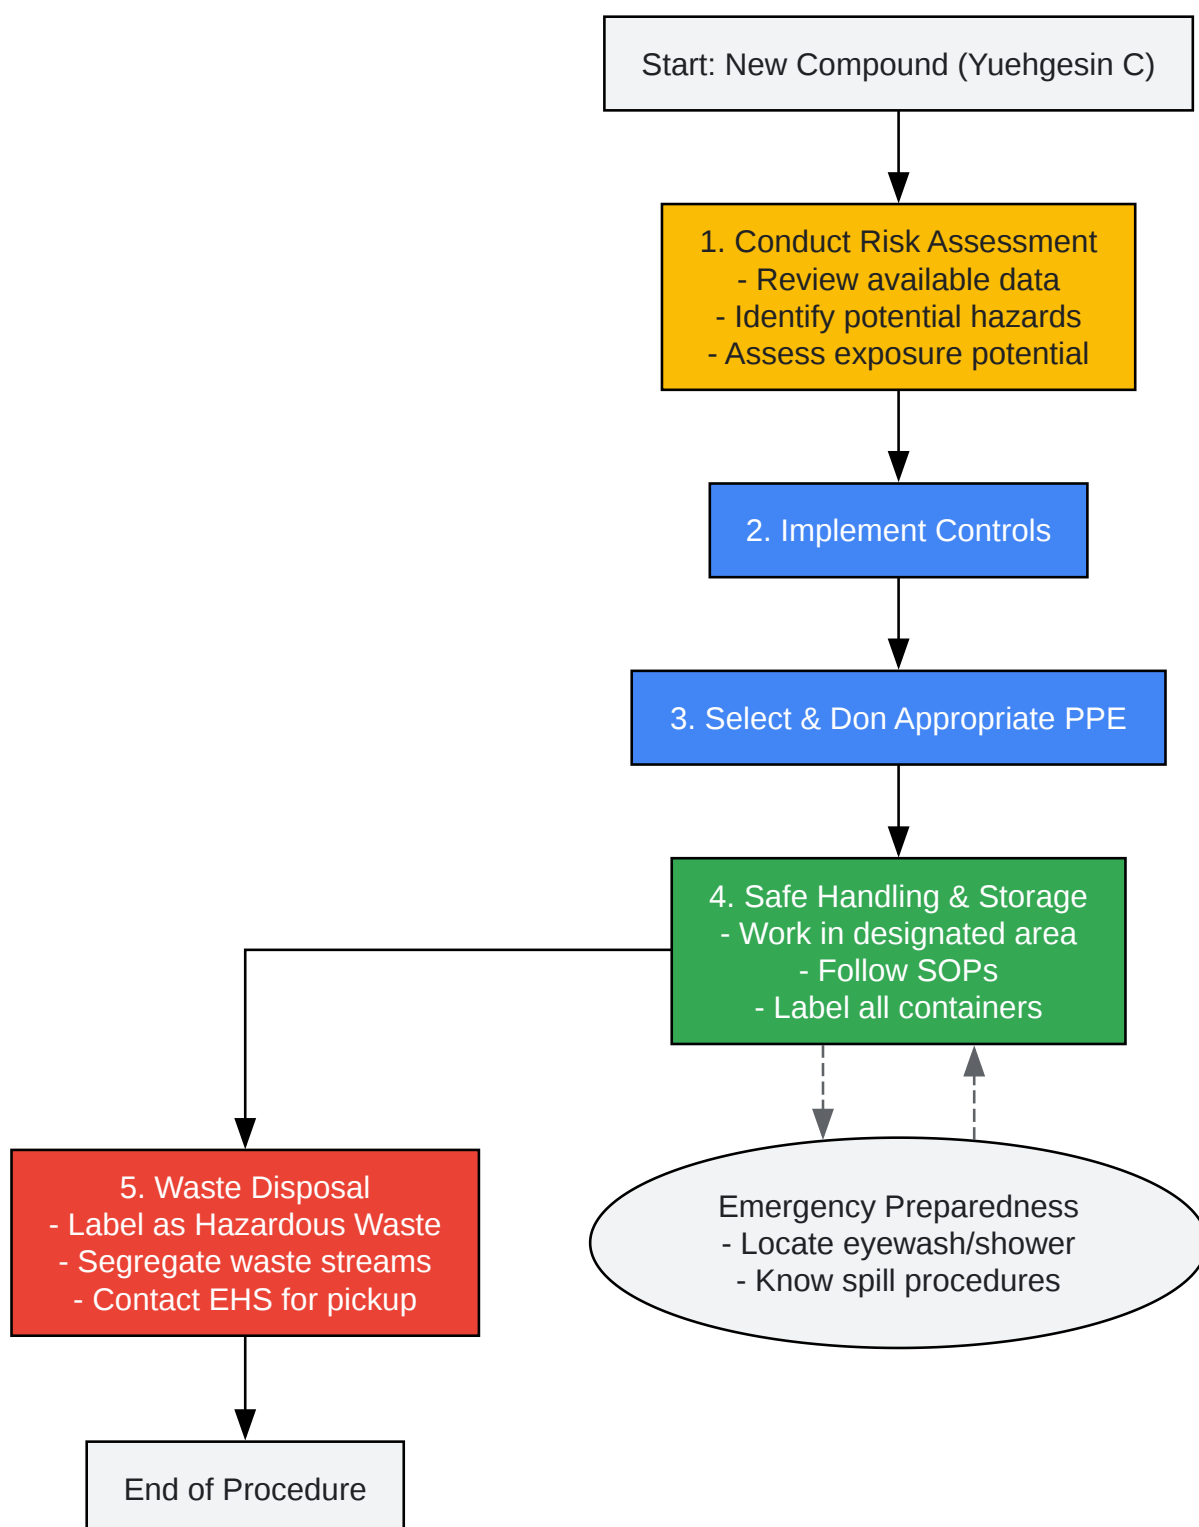 Start: New Compound (Yuehgesin C)
1. Conduct Risk Assessment
- Review available data
- Identify potential hazards
- Assess exposure potential
2. Implement Controls
3. Select & Don Appropriate PPE
4. Safe Handling & Storage
- Work in designated area
- Follow SOPs
- Label all containers
5. Waste Disposal
- Label as Hazardous Waste
- Segregate waste streams
- Contact EHS for pickup
Emergency Preparedness
- Locate eyewash/shower
- Know spill procedures
End of Procedure